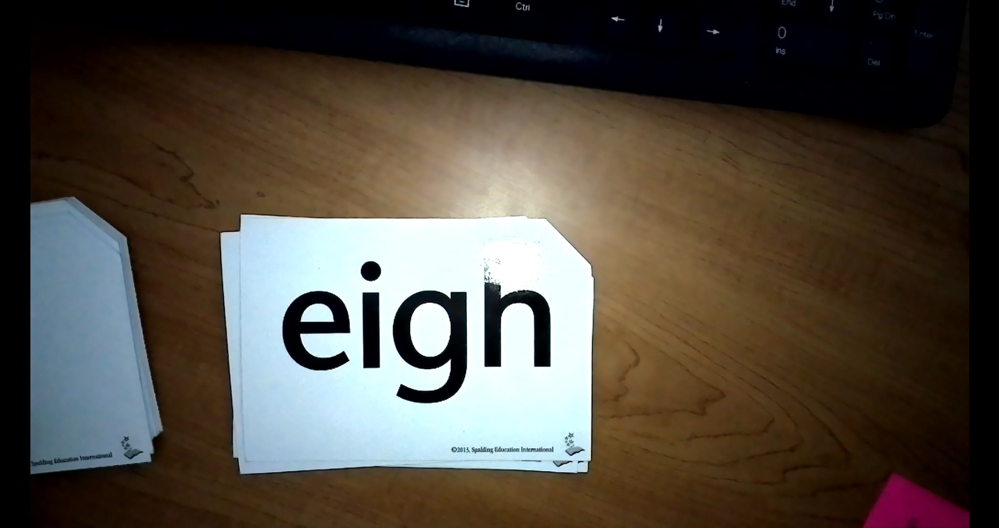 Ctrl
End
Pg Dn
Enter
0
Ins
Del
eigh
©2013, Spalding Education International
Spalding Education International